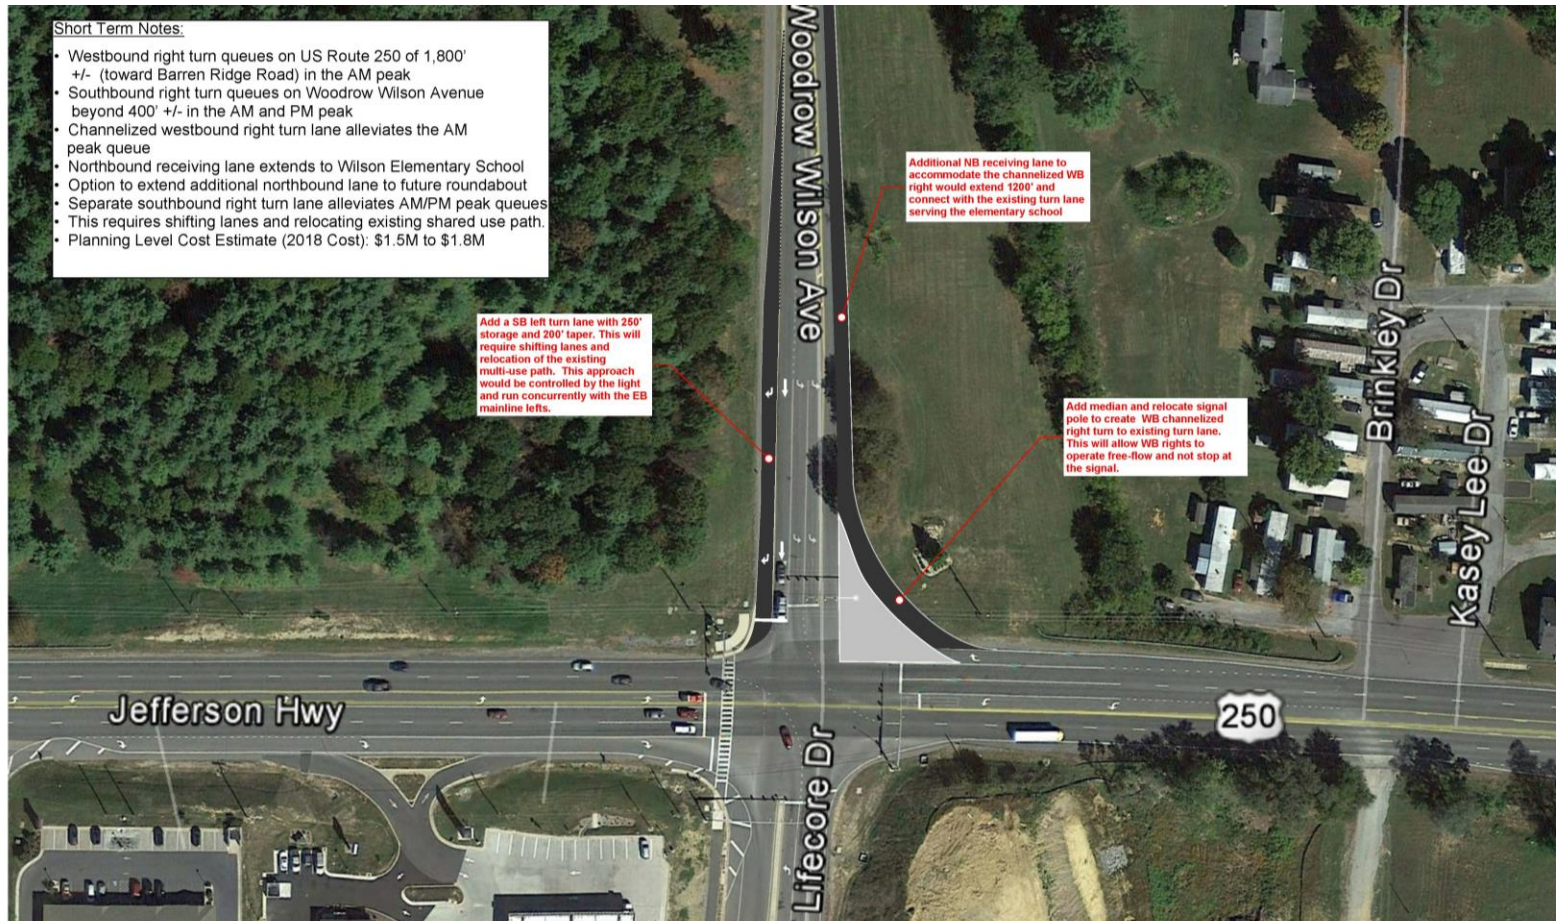 Short Term Notes:
• Westbound right turn queues on US Route 250 of 1,800'
+/- (toward Barren Ridge Road) in the AM peak
• Southbound right turn queues on Woodrow Wilson Avenue
beyond 400' +/- in the AM and PM peak
• Channelized westbound right turn lane alleviates the AM
peak queue
• Northbound receiving lane extends to Wilson Elementary School
• Option to extend additional northbound lane to future roundabout
• Separate southbound right turn lane alleviates AM/PM peak queues
• This requires shifting lanes and relocating existing shared use path.
• Planning Level Cost Estimate (2018 Cost): $1.5M to $1.8M
Woodrow Wilson Ave
Additional NB receiving lane to
accommodate the channelized WB
right would extend 1200' and
connect with the existing turn lane
serving the elementary school
Add a SB left turn lane with 250'
storage and 200' taper. This will
require shifting lanes and
relocation of the existing
multi-use path. This approach
would be controlled by the light
and run concurrently with the EB
mainline lefts.
Add median and relocate signal
pole to create WB channelized
right turn to existing turn lane.
This will allow WB rights to
operate free-flow and not stop at
the signal.
Brinkley Dr
Kasey Lee Dr
Jefferson Hwy
250
Lifecore Dr